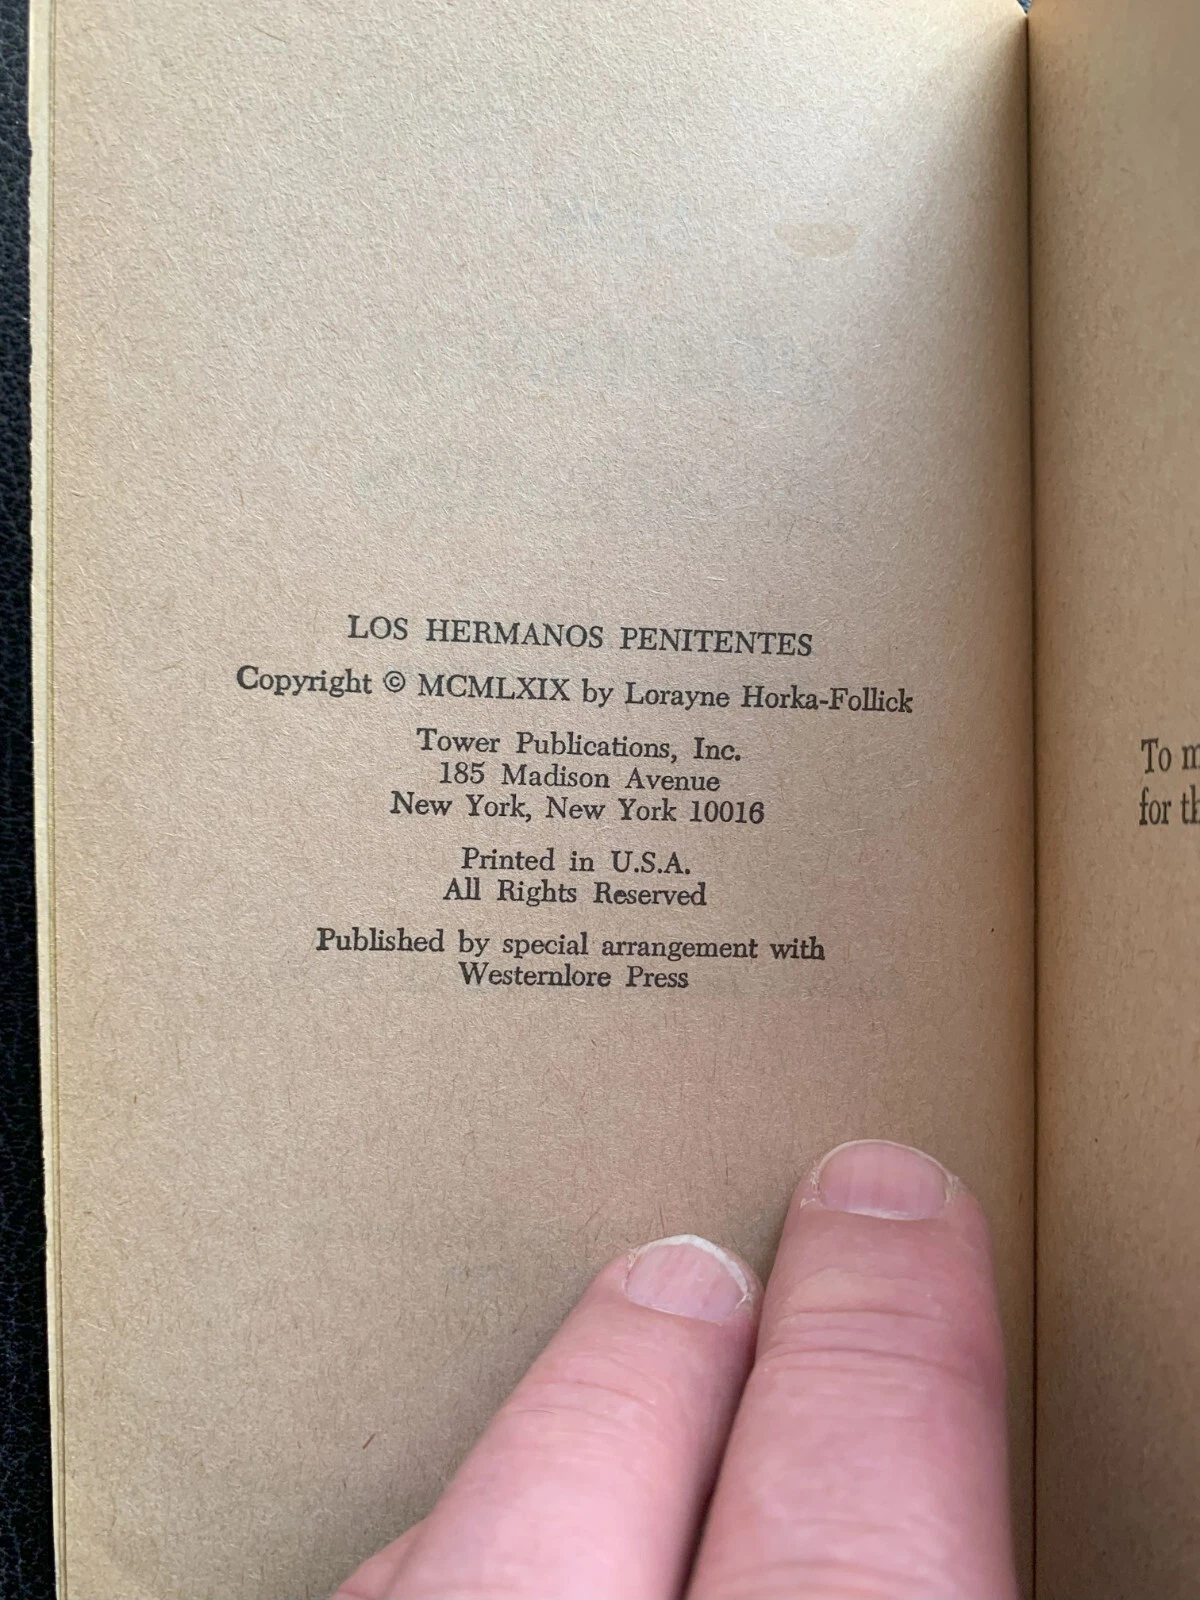 LOS HERMANOS PENITENTES
Copyright © MCMLXIX by Lorayne Horka-Follick
Tower Publications, Inc.
185 Madison Avenue
New York, New York 10016
Printed in U.S.A.
All Rights Reserved
Published by special arrangement with
Westernlore Press
To
for